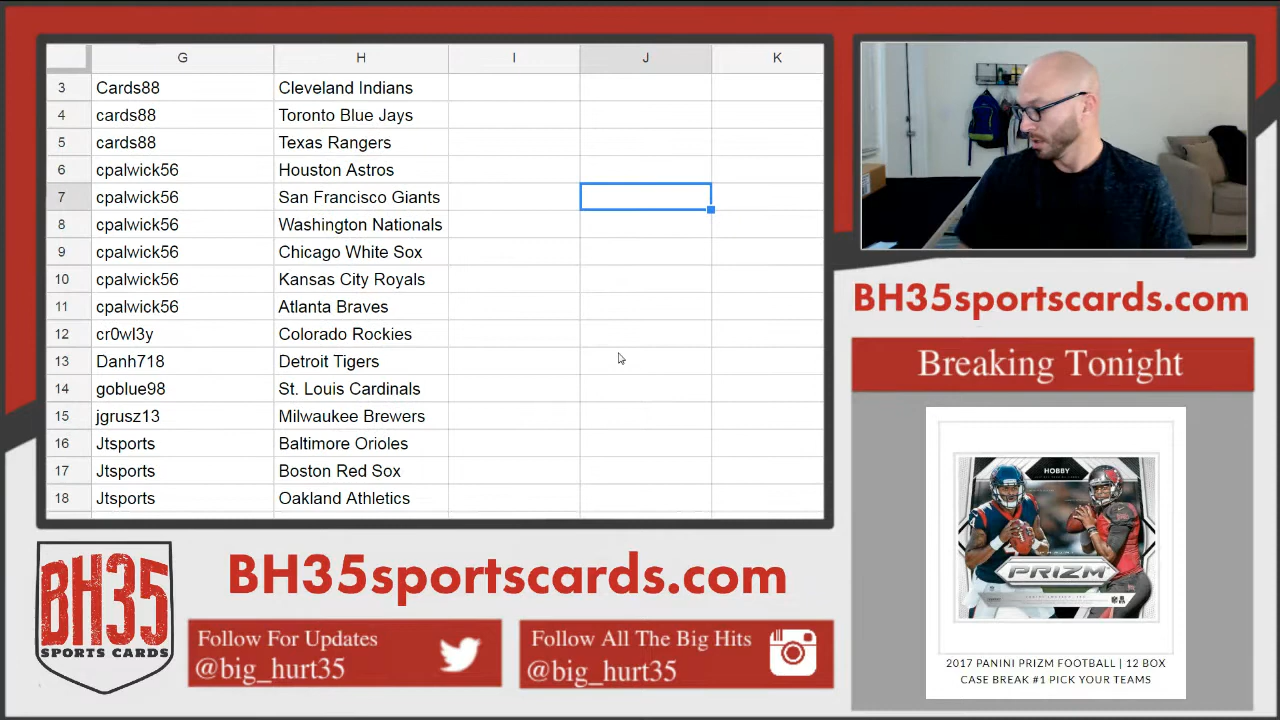 G H I J K
3 Cards88 Cleveland Indians
4 cards88 Toronto Blue Jays
5 cards88 Texas Rangers
6 cpalwick56 Houston Astros
7 cpalwick56 San Francisco Giants
8 cpalwick56 Washington Nationals
9 cpalwick56 Chicago White Sox
10 cpalwick56 Kansas City Royals
11 cpalwick56 Atlanta Braves
12 cr0wl3y Colorado Rockies
13 Danh718 Detroit Tigers
14 goblue98 St. Louis Cardinals
15 jgrusz13 Milwaukee Brewers
16 Jtsports Baltimore Orioles
17 Jtsports Boston Red Sox
18 Jtsports Oakland Athletics
BH35sportscards.com
Breaking Tonight
HOBBY
PRIZM
2017 PANINI PRIZM FOOTBALL | 12 BOX
CASE BREAK #1 PICK YOUR TEAMS
BH35
SPORTS CARDS
BH35sportscards.com
Follow For Updates
@big_hurt35
Follow All The Big Hits
@big_hurt35